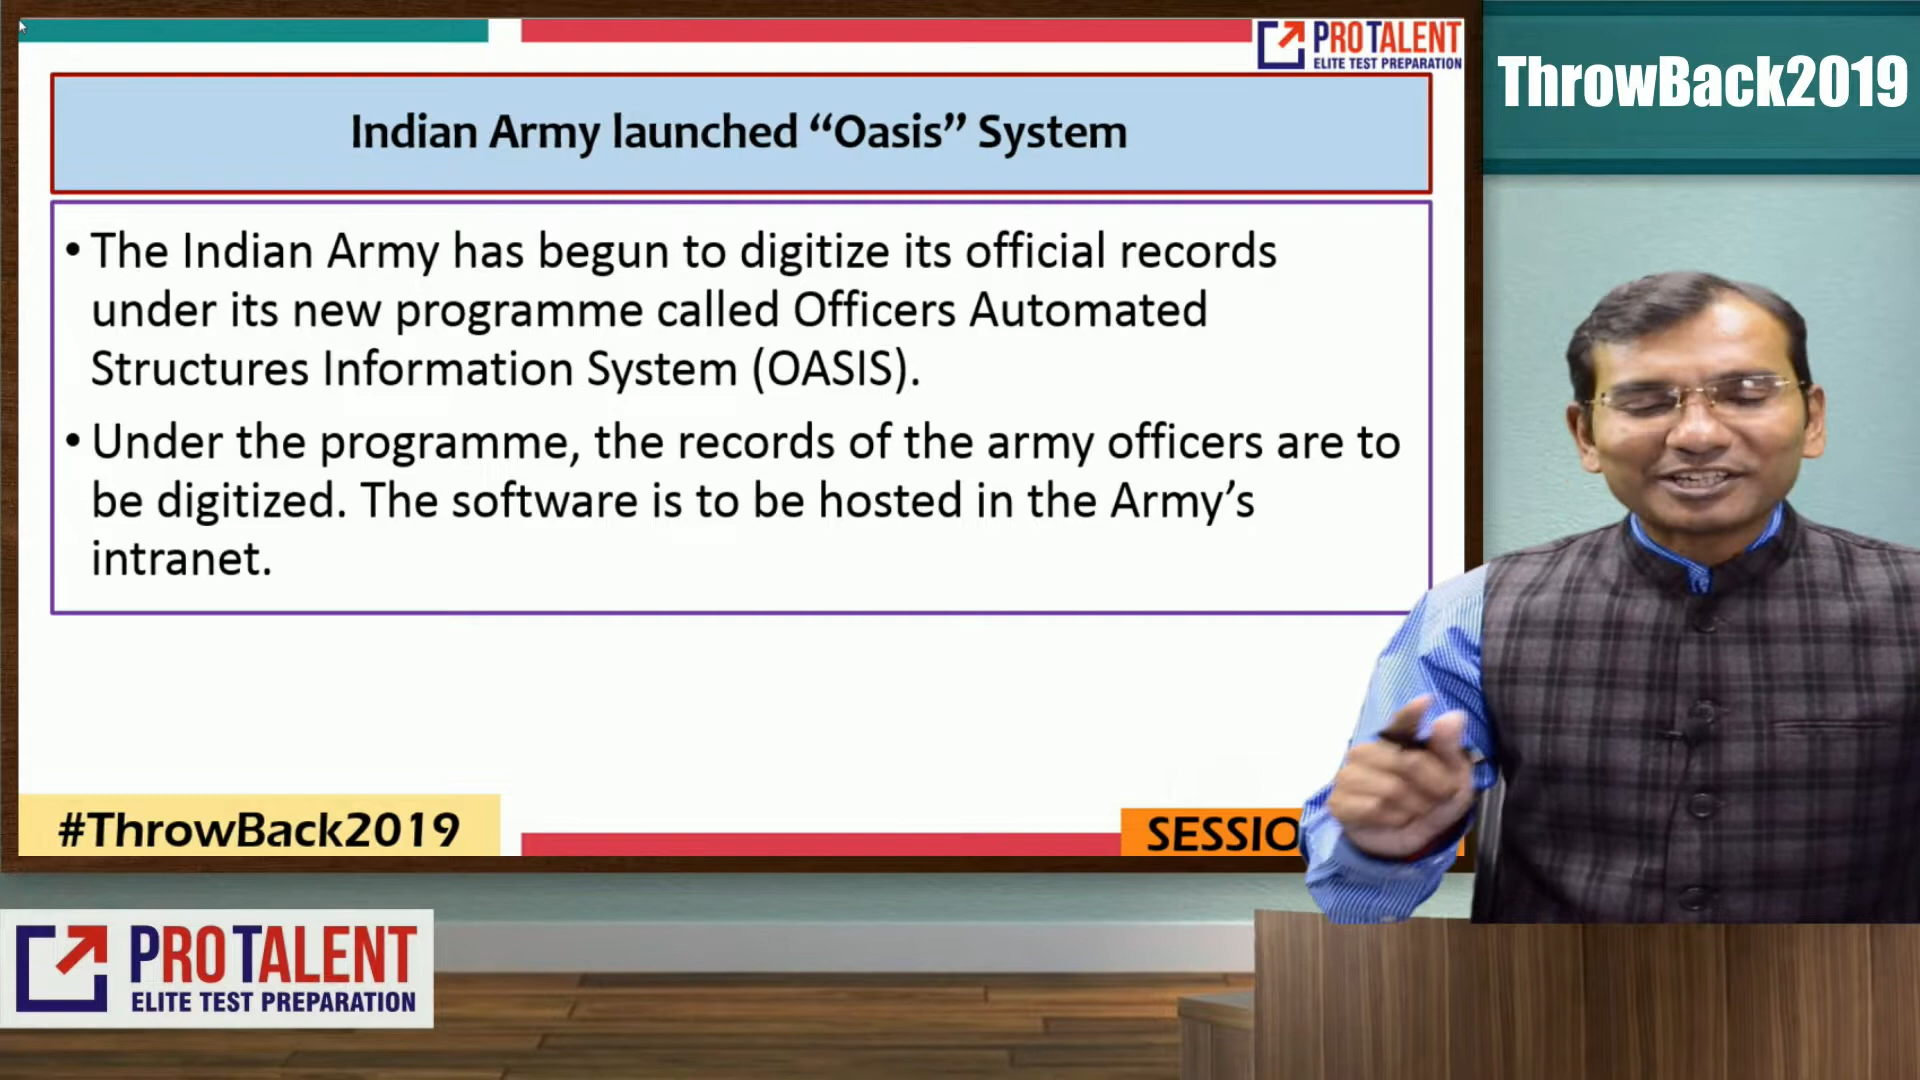 PROTALENT
ELITE TEST PREPARATION
ThrowBack2019
Indian Army launched “Oasis” System
• The Indian Army has begun to digitize its official records
under its new programme called Officers Automated
Structures Information System (OASIS).
• Under the programme, the records of the army officers are to
be digitized. The software is to be hosted in the Army’s
intranet.
#ThrowBack2019
PROTALENT
ELITE TEST PREPARATION